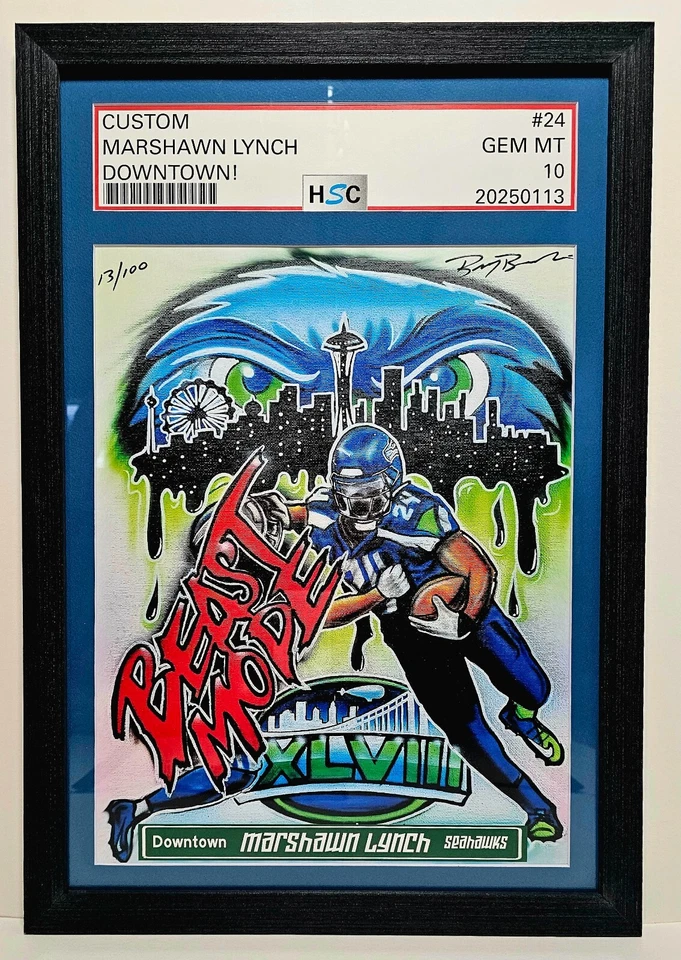 CUSTOM #24
MARSHAWN LYNCH GEM MT
DOWNTOWN! 10
HSC 20250113
13/100
24
BEAST
MODE
XLVIII
Downtown marshawn Lynch seahawks